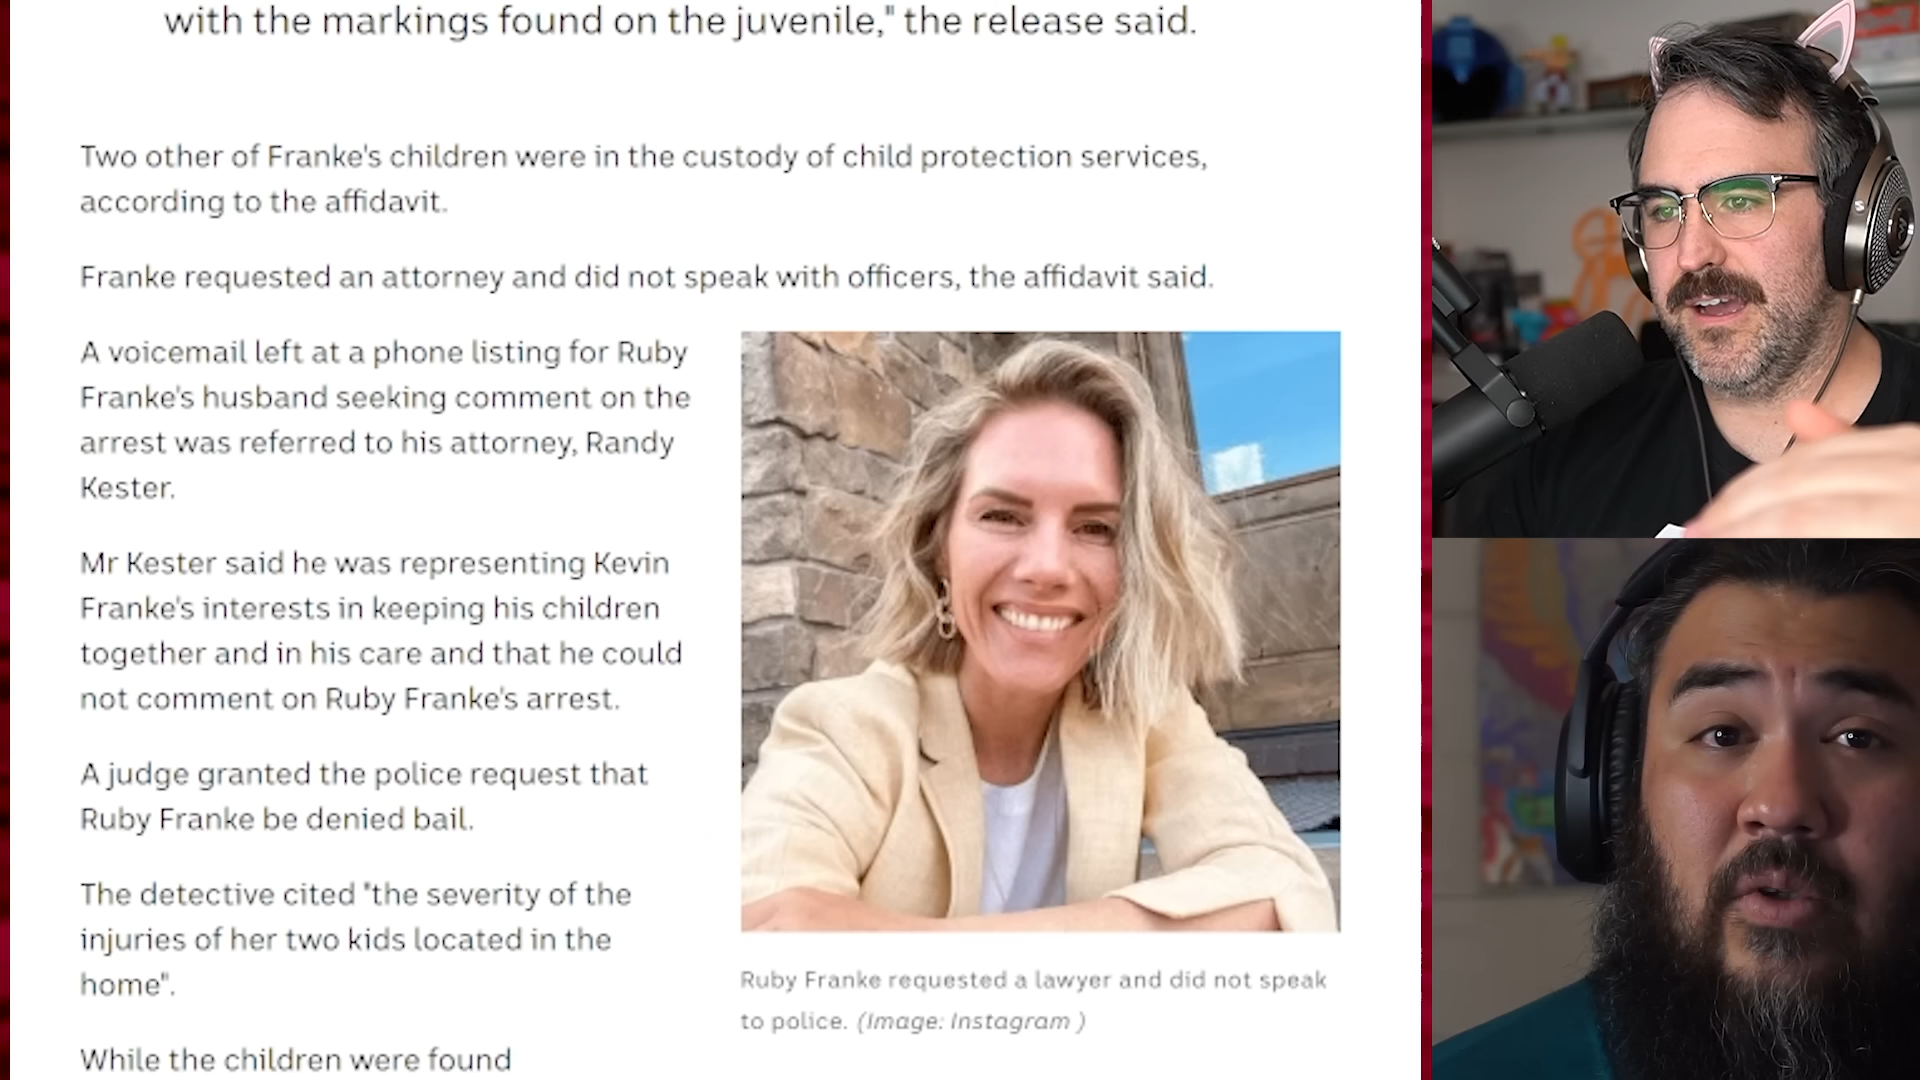 with the markings found on the juvenile," the release said.
Two other of Franke's children were in the custody of child protection services,
according to the affidavit.
Franke requested an attorney and did not speak with officers, the affidavit said.
A voicemail left at a phone listing for Ruby
Franke's husband seeking comment on the
arrest was referred to his attorney, Randy
Kester.
Mr Kester said he was representing Kevin
Franke's interests in keeping his children
together and in his care and that he could
not comment on Ruby Franke's arrest.
A judge granted the police request that
Ruby Franke be denied bail.
The detective cited "the severity of the
injuries of her two kids located in the
home".
While the children were found
Ruby Franke requested a lawyer and did not speak
to police. (Image: Instagram )